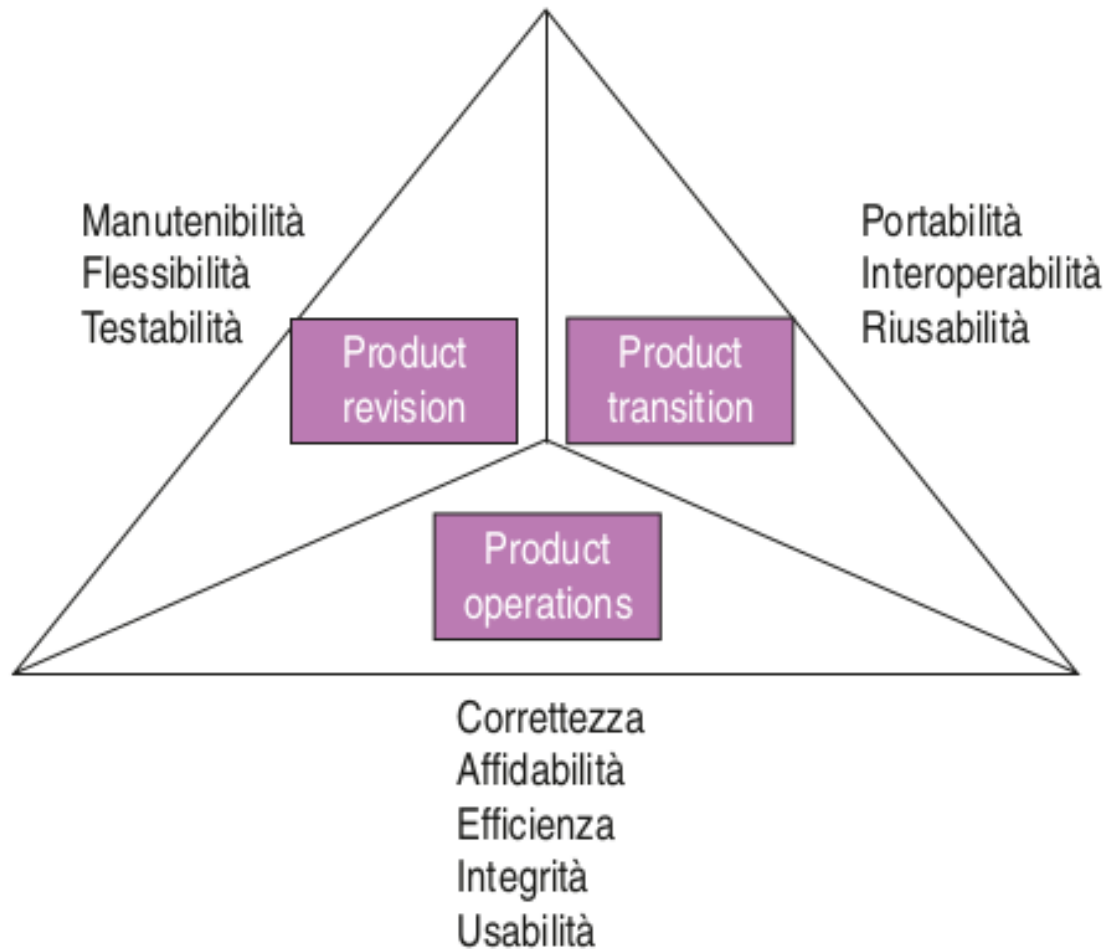 Manutenibilità
Flessibilità
Testabilità
Portabilità
Interoperabilità
Riusabilità
Product
revision
Product
transition
Product
operations
Correttezza
Affidabilità
Efficienza
Integrità
Usabilità